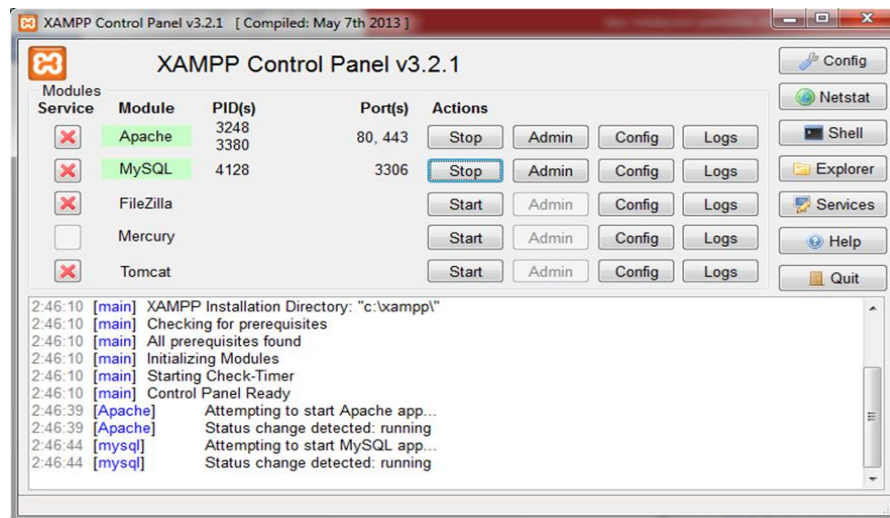 XAMPP Control Panel v3.2.1 [ Compiled: May 7th 2013 ]
XAMPP Control Panel v3.2.1
Config
Modules
Service Module PID(s) Port(s) Actions
Netstat
Apache 3248 3380 80, 443 Stop Admin Config Logs
Shell
MySQL 4128 3306 Stop Admin Config Logs
Explorer
FileZilla Start Admin Config Logs
Services
Mercury Start Admin Config Logs
Help
Tomcat Start Admin Config Logs
Quit
2:46:10 [main] XAMPP Installation Directory: "c:\xampp\"
2:46:10 [main] Checking for prerequisites
2:46:10 [main] All prerequisites found
2:46:10 [main] Initializing Modules
2:46:10 [main] Starting Check-Timer
2:46:10 [main] Control Panel Ready
2:46:39 [Apache] Attempting to start Apache app...
2:46:39 [Apache] Status change detected: running
2:46:44 [mysql] Attempting to start MySQL app...
2:46:44 [mysql] Status change detected: running